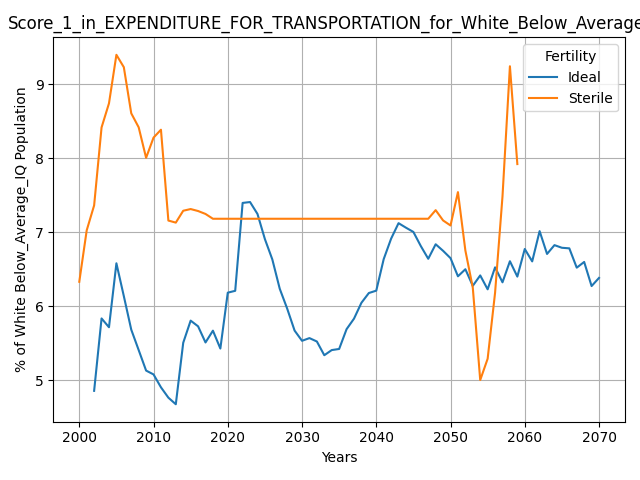 Score_1_in_EXPENDITURE_FOR_TRANSPORTATION_for_White_Below_Average
Fertility
Ideal
Sterile
% of White Below_Average_IQ Population
9
8
7
6
5
2000 2010 2020 2030 2040 2050 2060 2070
Years